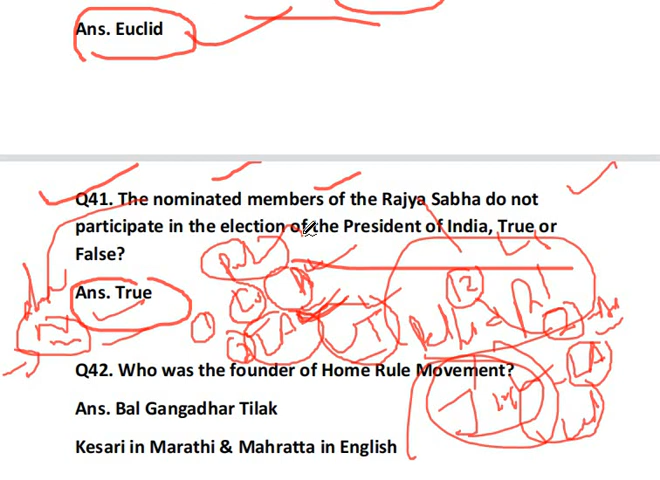 Ans. Euclid
Q41. The nominated members of the Rajya Sabha do not
participate in the election of the President of India, True or
False?
Ans. True
12
Q42. Who was the founder of Home Rule Movement?
Ans. Bal Gangadhar Tilak
Kesari in Marathi & Mahratta in English